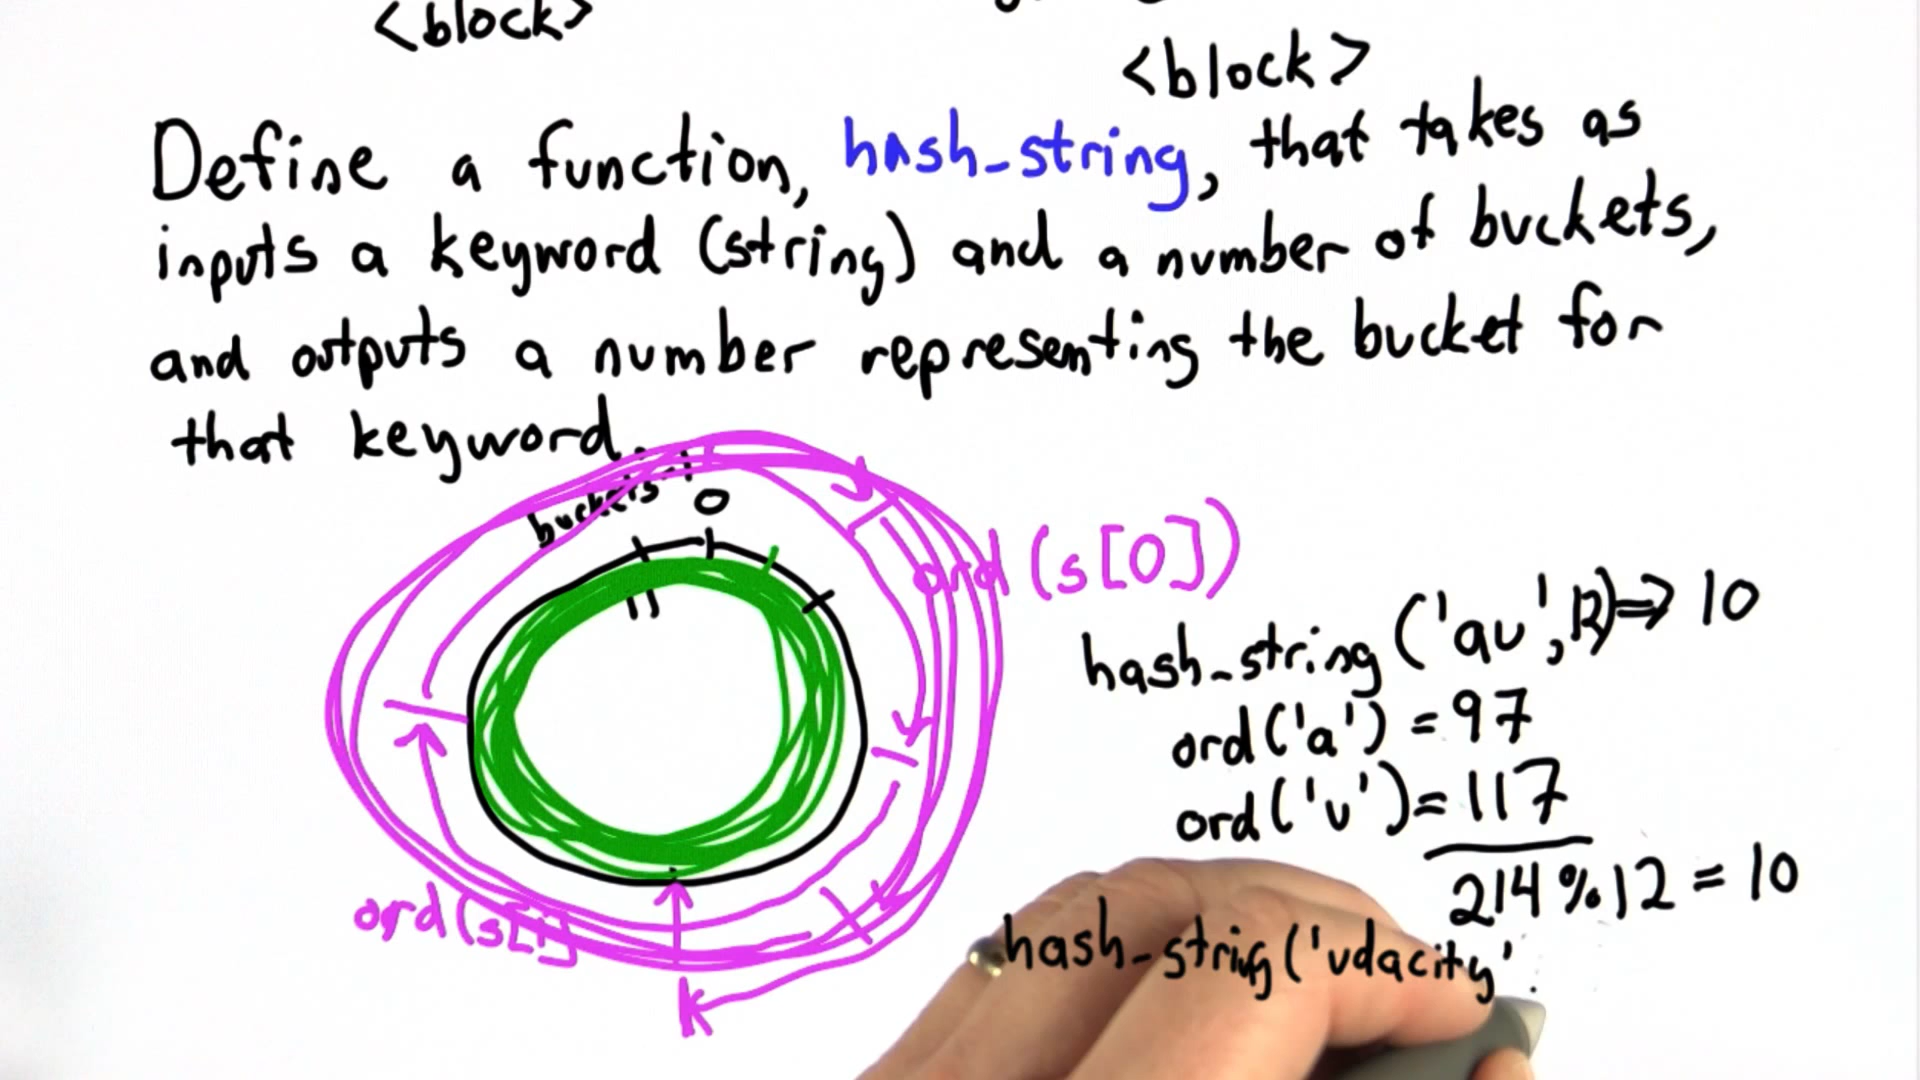 <block>
<block>
Define a function, hash_string, that takes as
inputs a keyword (string) and a number of buckets,
and outputs a number representing the bucket for
that keyword.
buckets-1
0
ord(s[0])
hash_string('au',12)⇒ 10
ord('a') = 97
ord('u')= 117
214%12 = 10
ord(s[i])
hash_string('udacity'
k